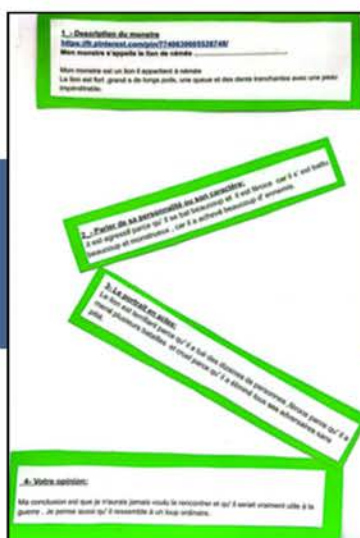 1 - Description du monstre
https://fr.pinterest.com/pin/774630605528748/
Mon monstre s'appelle le lion de némée
Mon monstre est un lion il appartient à némée
Le lion est fort ,grand a de longs poils, une queue et des dents tranchantes avec une peau
impénétrable.
2 - Parler de sa personnalité ou son caractère:
Il est agressif parce qu' il se bat beaucoup et il est féroce car il s' est battu
beaucoup et monstrueux , car il a achevé beaucoup d' ennemis.
3- Le portrait en actes:
Le lion est terrifiant parce qu' il a tué des dizaines de personnes ,féroce parce qu' il a
mené plusieurs batailles et cruel parce qu' il a éliminé tous ses adversaires sans
pitié.
4- Votre opinion:
Ma conclusion est que je n'aurais jamais voulu le rencontrer et qu' il serait vraiment utile à la
guerre . Je pense aussi qu' il ressemble à un loup ordinaire.